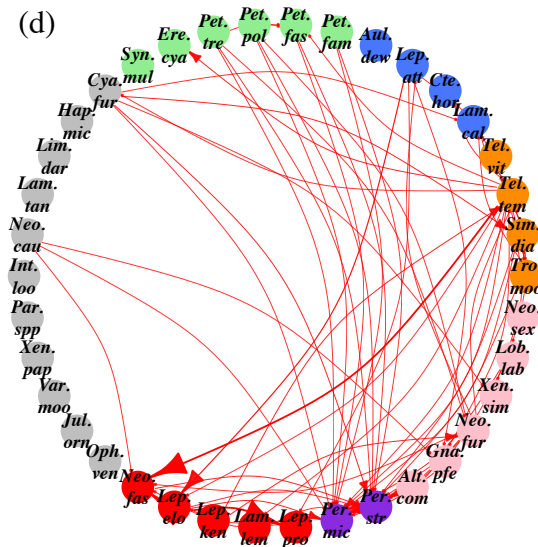 (d)
Pet.
pol
Pet.
fas
Pet.
fam
Aul.
dew
Lep.
att
Cte.
hor
Lam.
cal
Tel.
vit
Tel.
tem
Sim.
dia
Tro.
moo
Neo.
sex
Lob.
lab
Xen.
sim
Neo.
fur
Gna.
pfe
Alt.
com
Per.
str
Per.
mic
Lep.
pro
Lam.
lem
Lep.
ken
Lep.
elo
Neo.
fas
Oph.
ven
Jul.
orn
Var.
moo
Xen.
pap
Par.
spp
Int.
loo
Neo.
cau
Lam.
tan
Lim.
dar
Hap.
mic
Cya.
fur
Syn.
mul
Ere.
cya
Pet.
tre